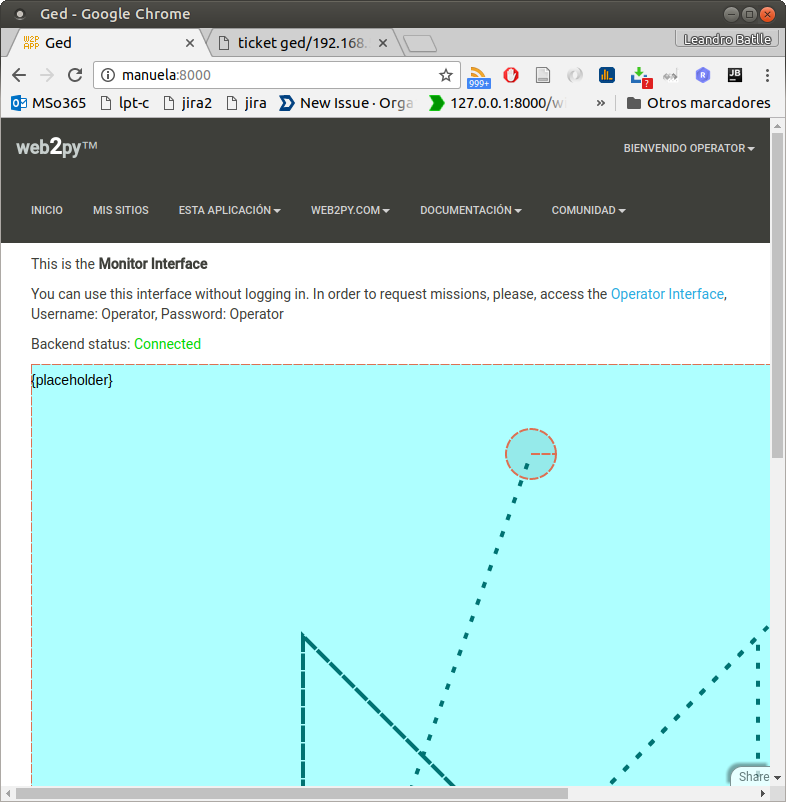 Ged - Google Chrome
W2P
APP
Ged
ticket ged/192.168.
Leandro Batlle
manuela:8000
999+
?
R
JB
MSo365
lpt-c
jira2
jira
New Issue · Orga
127.0.0.1:8000/w
»
Otros marcadores
web2py™
BIENVENIDO OPERATOR
INICIO
MIS SITIOS
ESTA APLICACIÓN
WEB2PY.COM
DOCUMENTACIÓN
COMUNIDAD
This is the Monitor Interface
You can use this interface without logging in. In order to request missions, please, access the Operator Interface,
Username: Operator, Password: Operator
Backend status: Connected
{placeholder}
Share